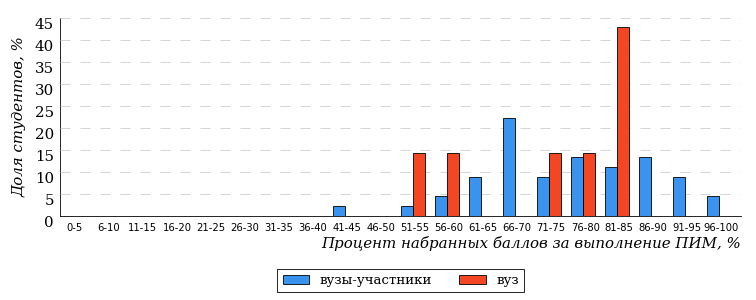 Доля студентов, %
45
40
35
30
25
20
15
10
5
0
0-5 6-10 11-15 16-20 21-25 26-30 31-35 36-40 41-45 46-50 51-55 56-60 61-65 66-70 71-75 76-80 81-85 86-90 91-95 96-100
Процент набранных баллов за выполнение ПИМ, %
вузы-участники вуз